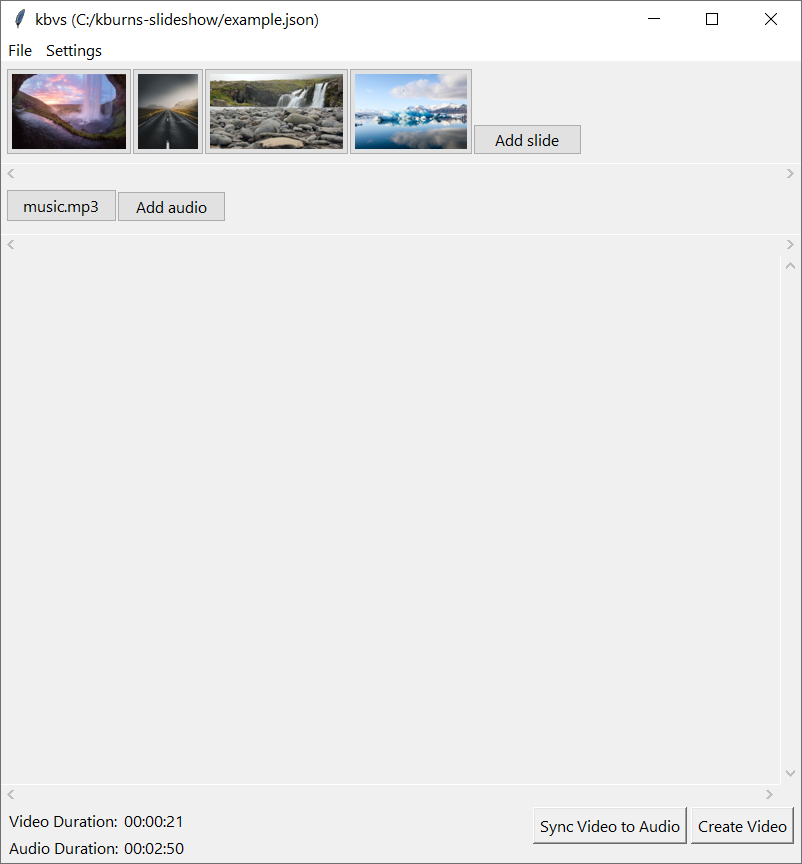 kbvs (C:/kburns-slideshow/example.json)
File Settings
Add slide
music.mp3 Add audio
Video Duration: 00:00:21
Sync Video to Audio Create Video
Audio Duration: 00:02:50